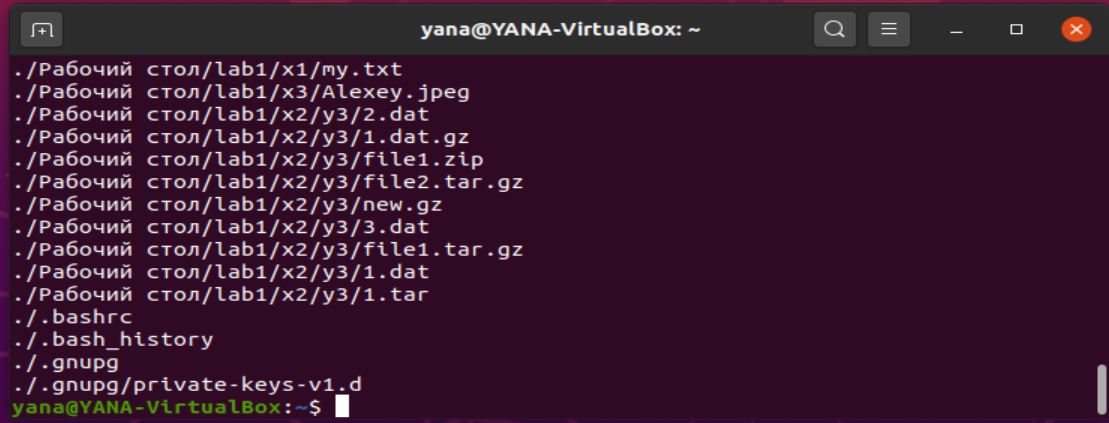 yana@YANA-VirtualBox: ~
./Рабочий стол/lab1/x1/my.txt
./Рабочий стол/lab1/x3/Alexey.jpeg
./Рабочий стол/lab1/x2/y3/2.dat
./Рабочий стол/lab1/x2/y3/1.dat.gz
./Рабочий стол/lab1/x2/y3/file1.zip
./Рабочий стол/lab1/x2/y3/file2.tar.gz
./Рабочий стол/lab1/x2/y3/new.gz
./Рабочий стол/lab1/x2/y3/3.dat
./Рабочий стол/lab1/x2/y3/file1.tar.gz
./Рабочий стол/lab1/x2/y3/1.dat
./Рабочий стол/lab1/x2/y3/1.tar
./.bashrc
./.bash_history
./.gnupg
./.gnupg/private-keys-v1.d
yana@YANA-VirtualBox:~$